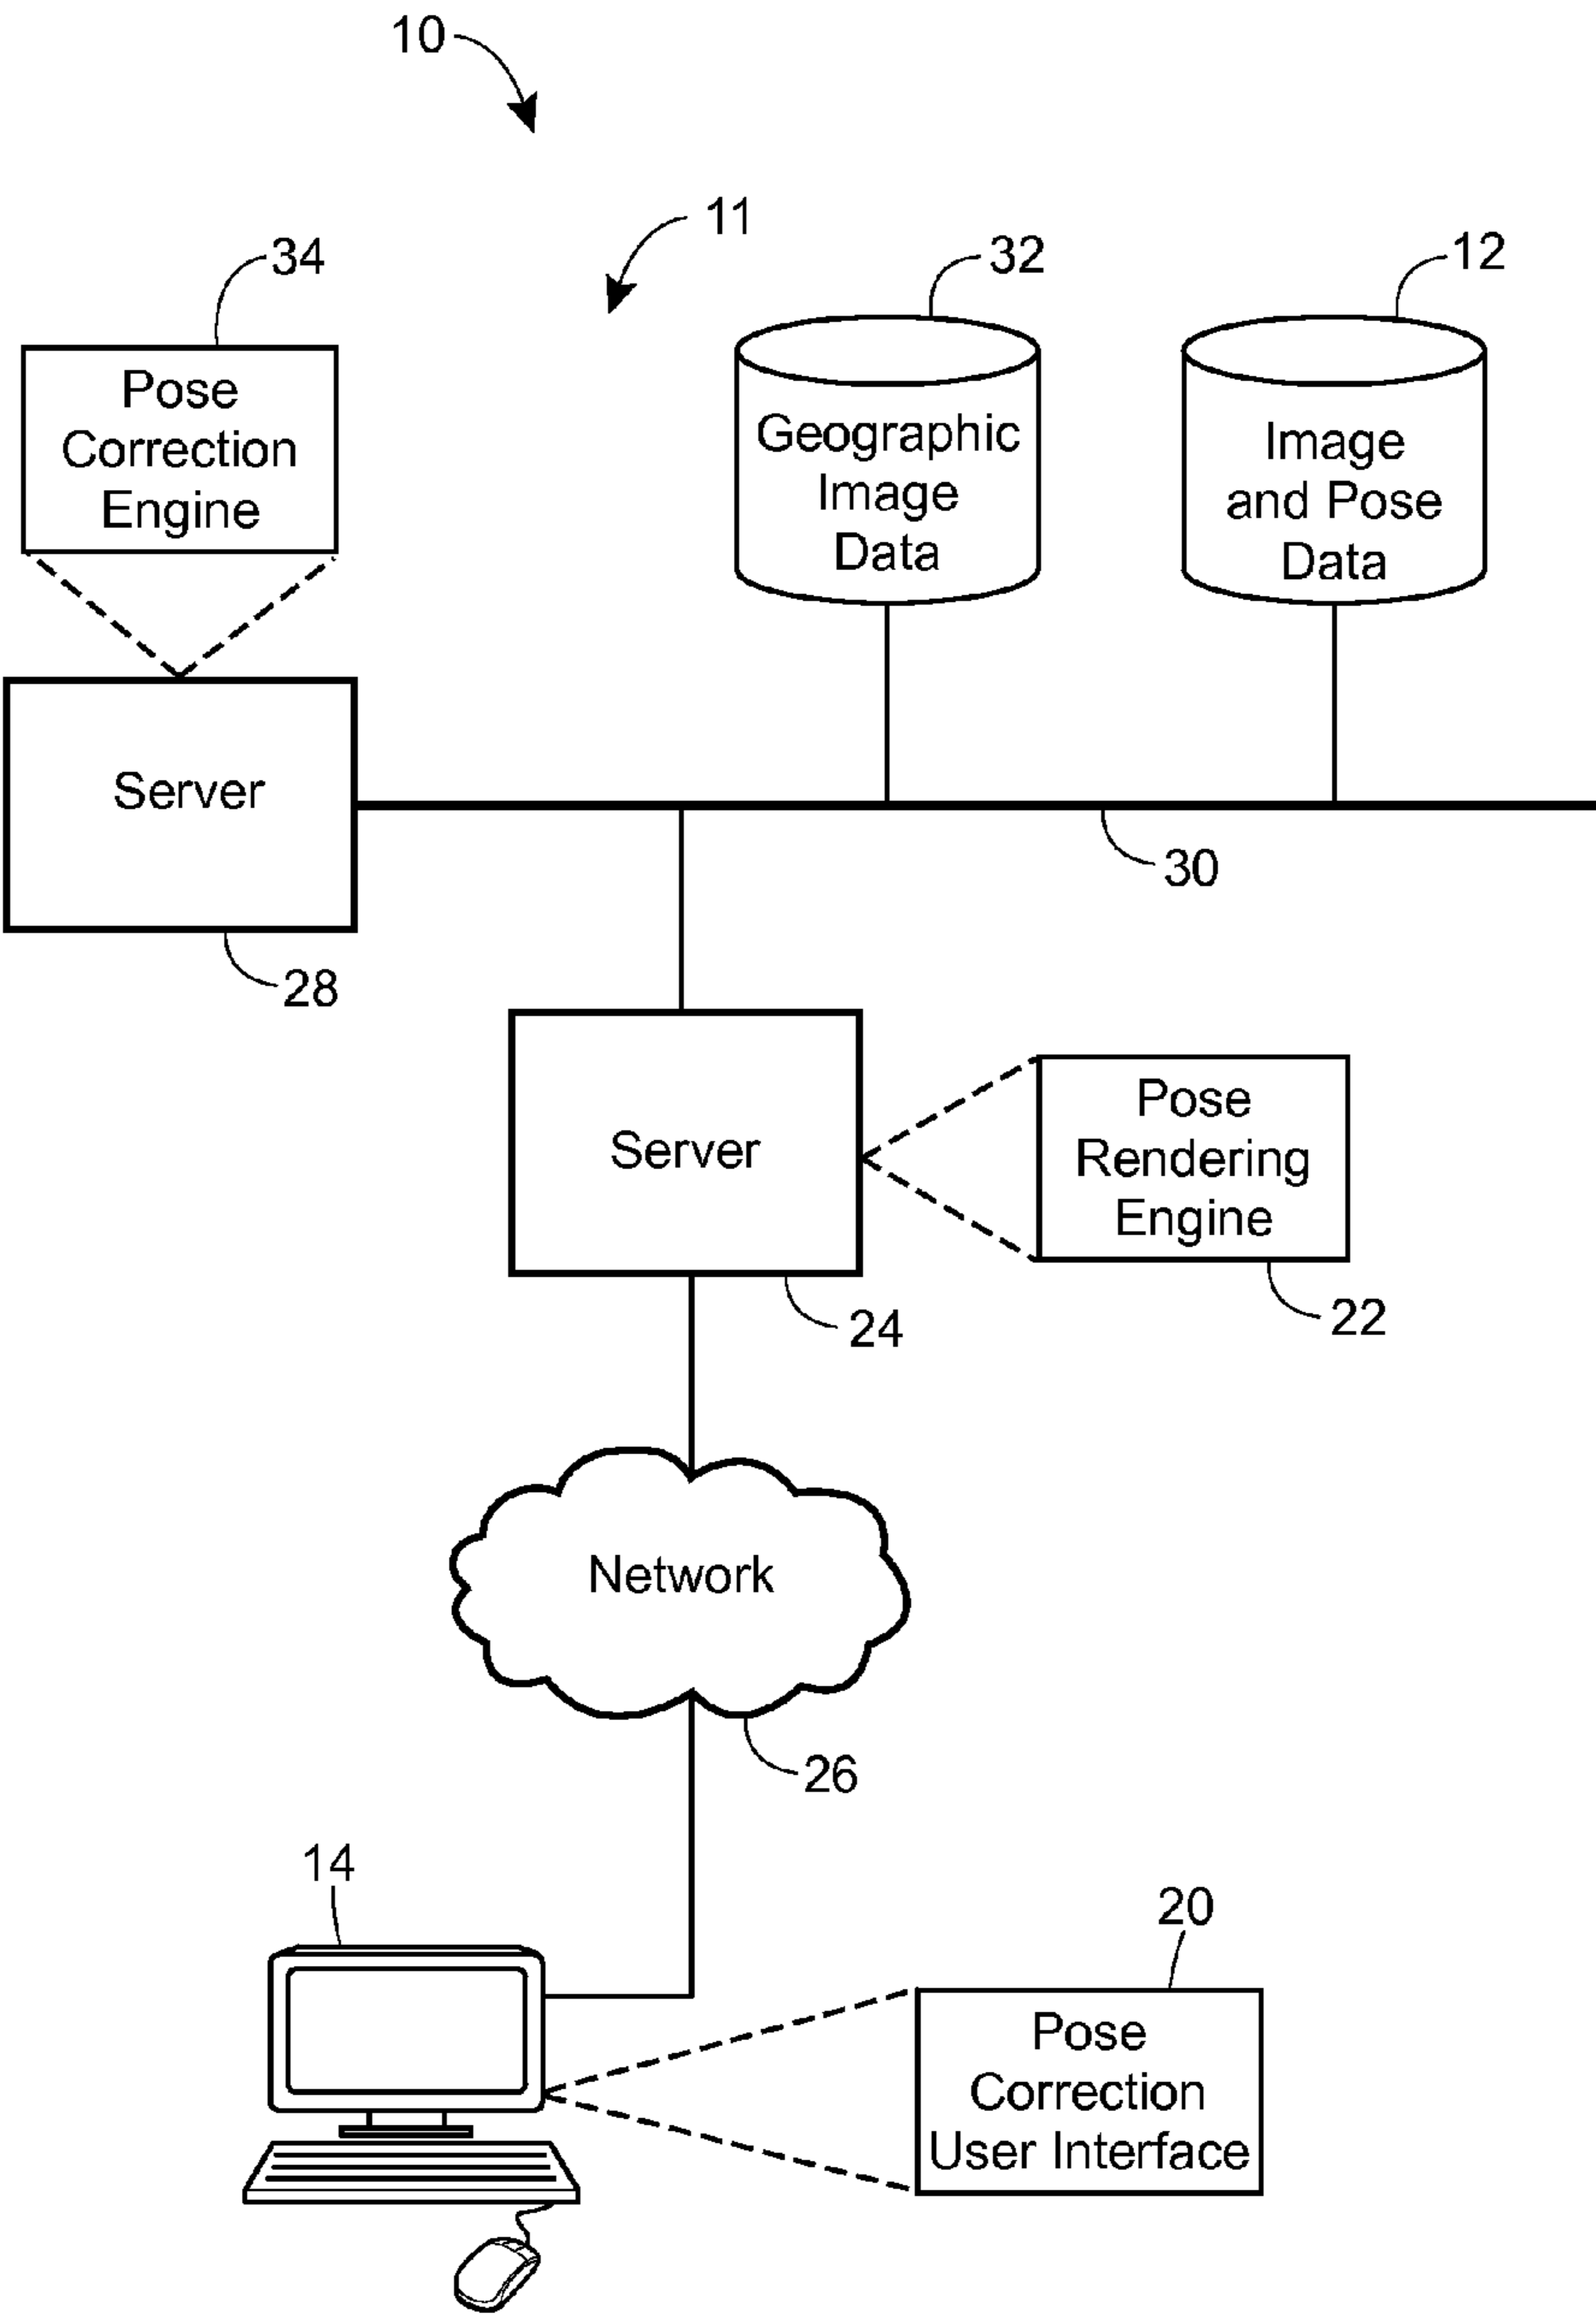 10
11
34
32
12
Pose
Correction
Engine
Geographic
Image
Data
Image
and Pose
Data
Server
30
28
Server
Pose
Rendering
Engine
24
22
Network
26
14
20
Pose
Correction
User Interface